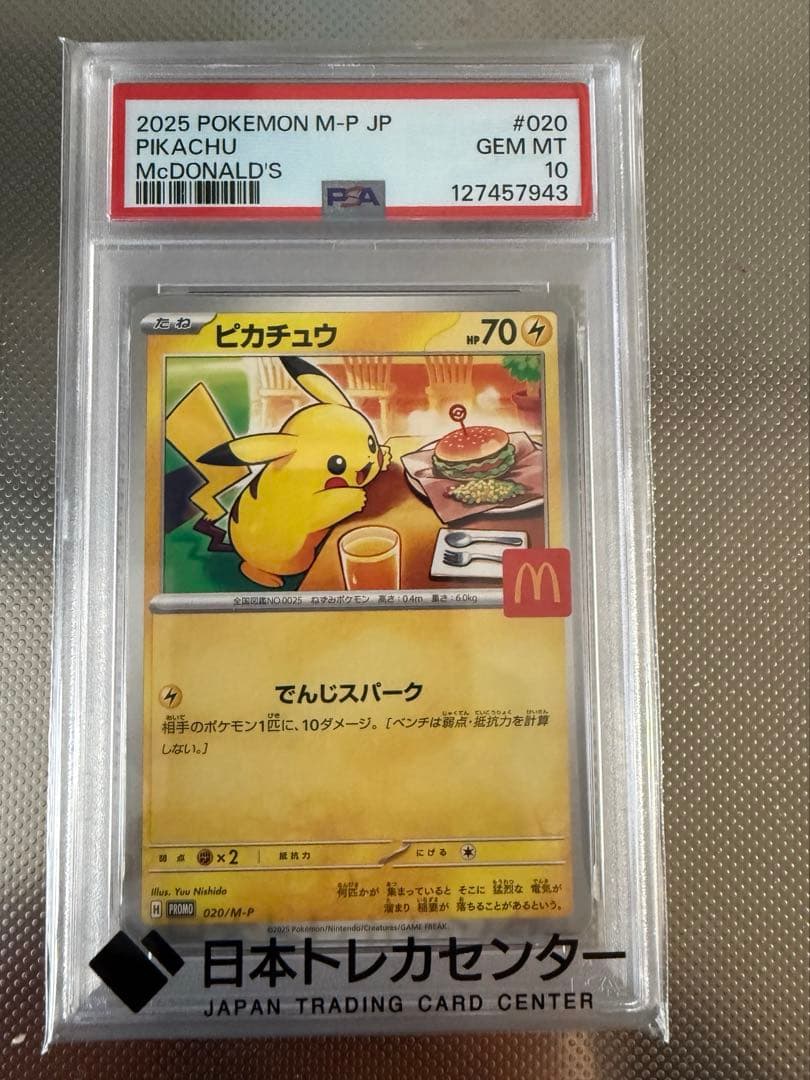 2025 POKEMON M-P JP #020
PIKACHU GEM MT
McDONALD'S 10
PSA 127457943
たね ピカチュウ HP70
全国図鑑NO.0025 ねずみポケモン 高さ:0.4m 重さ:6.0kg
でんじスパーク
相手のポケモン1匹に、10ダメージ。[ベンチは弱点・抵抗力を計算
しない。]
弱点 ×2 抵抗力 にげる
Illus. Yuu Nishida
何匹かが 集まっていると そこに 猛烈な 電気が
溜まり 稲妻が 落ちることがあるという。
H PROMO 020/M-P
©2025 Pokémon/Nintendo/Creatures/GAME FREAK.
日本トレカセンター
JAPAN TRADING CARD CENTER